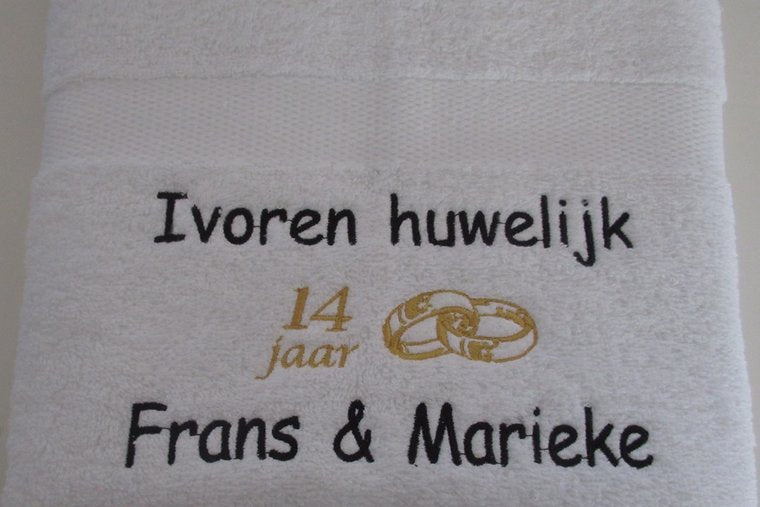 Ivoren huwelijk
14
jaar
Frans & Marieke